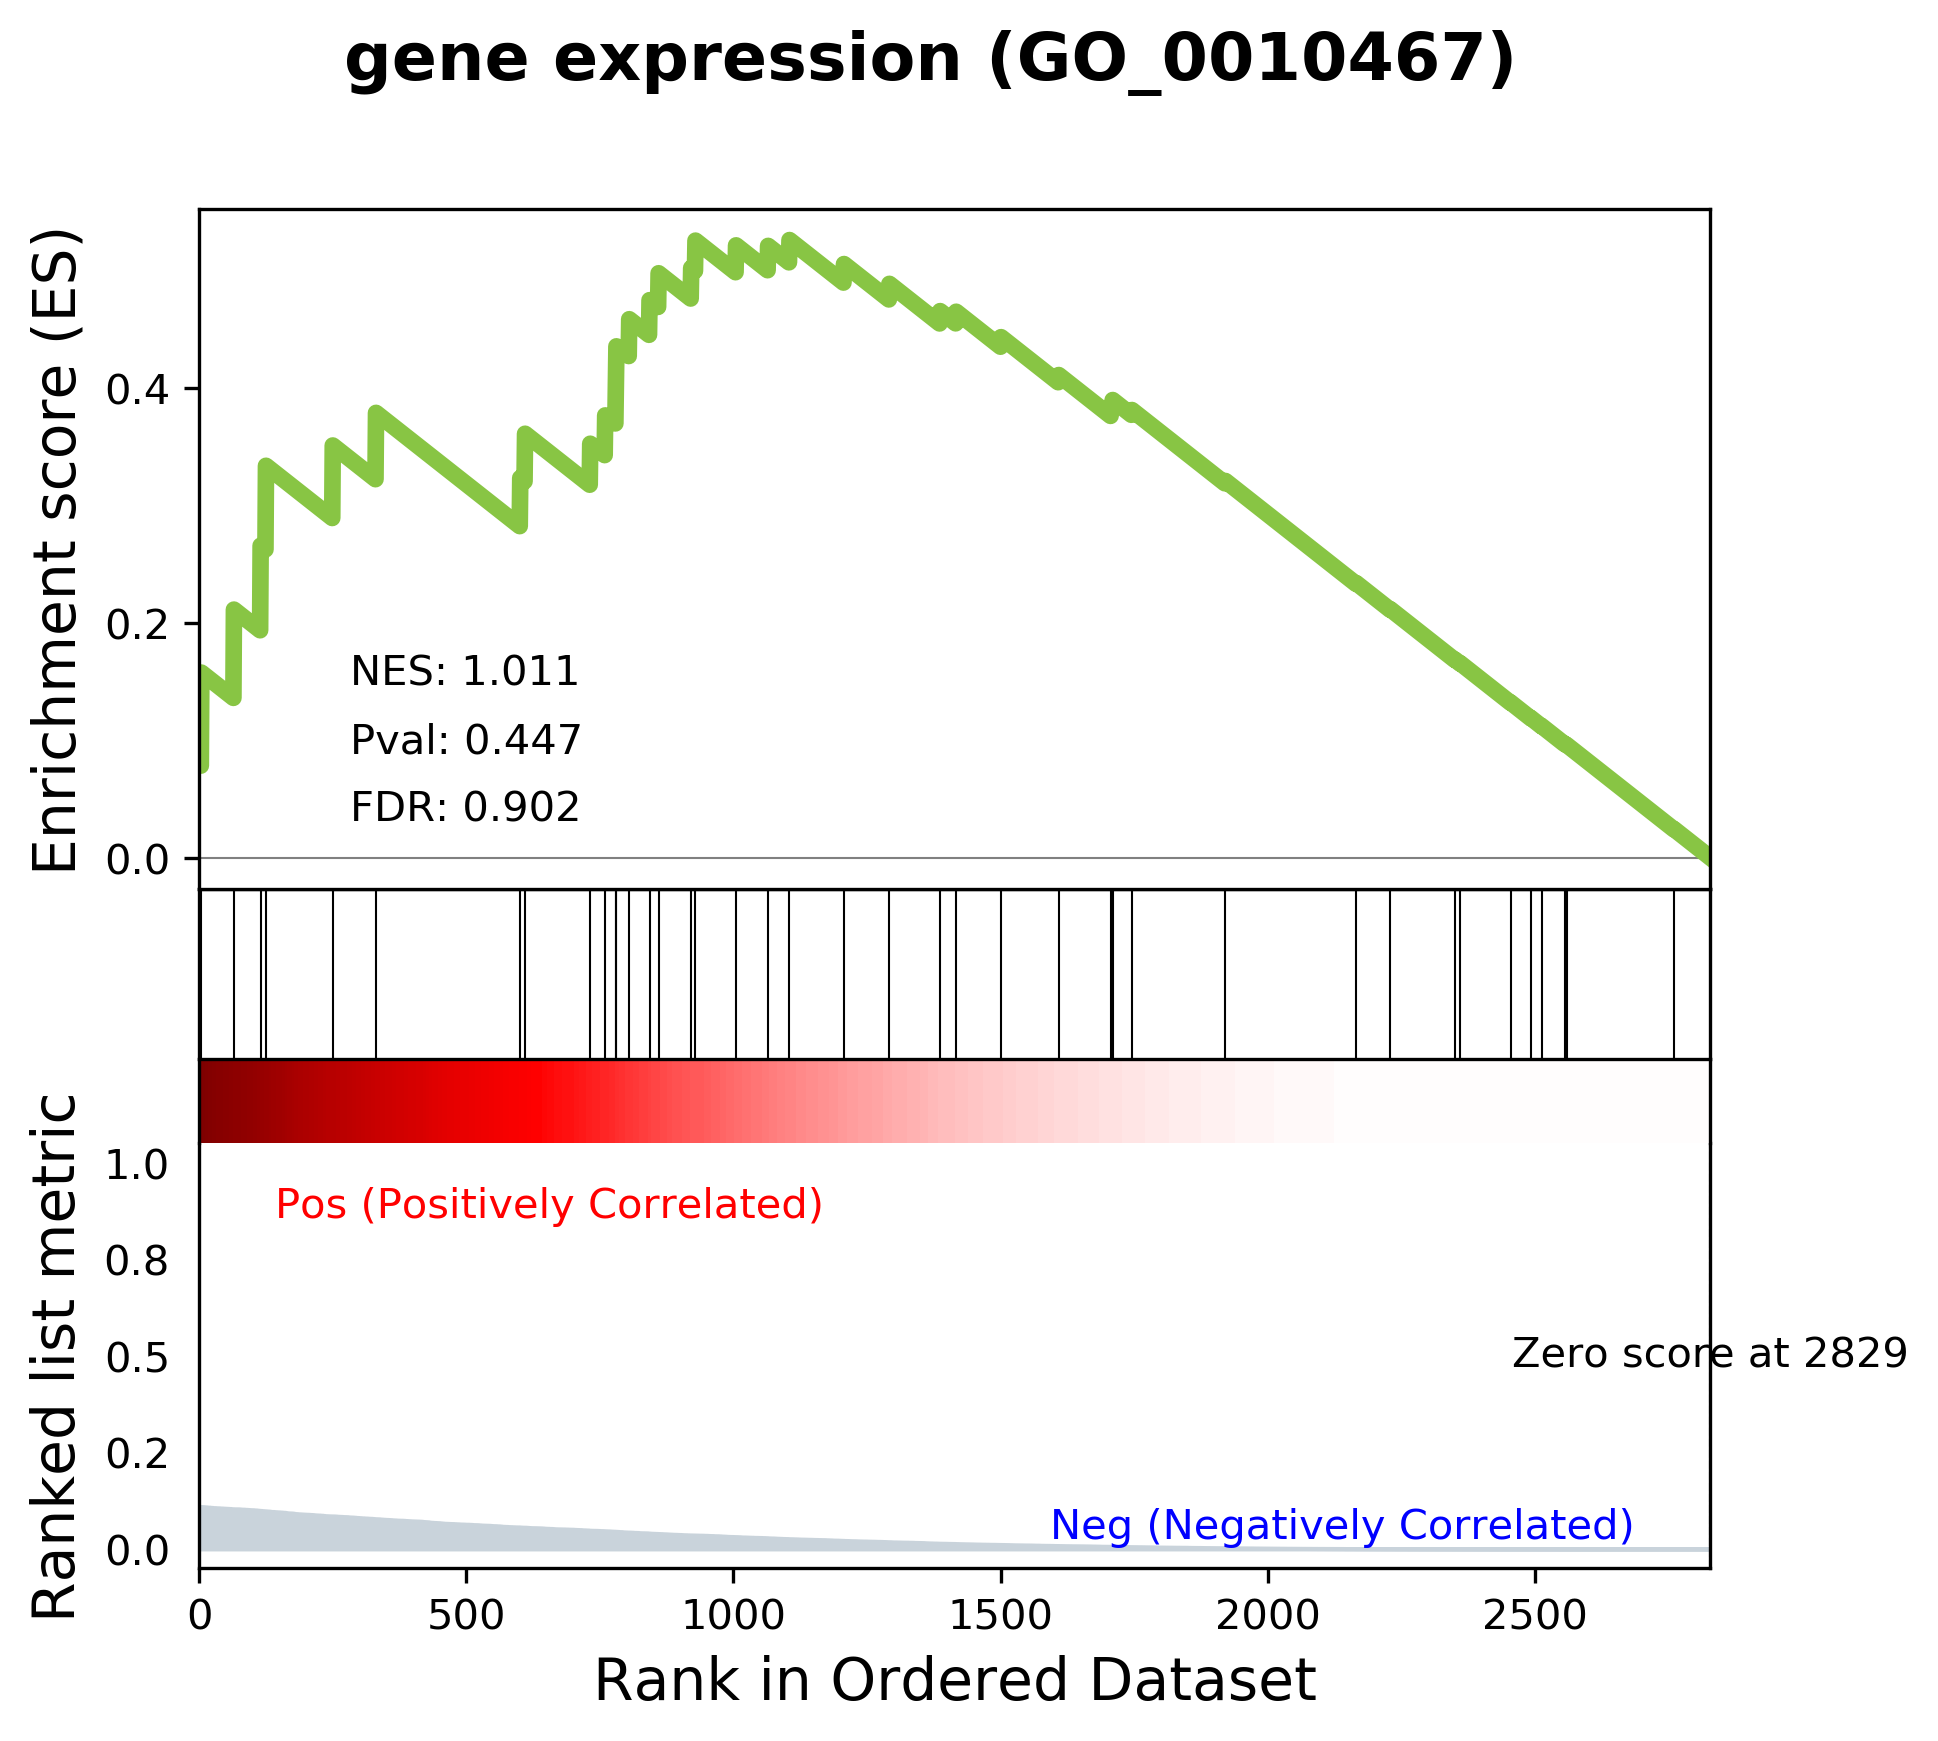 gene expression (GO_0010467)
Enrichment score (ES)
0.4
0.2
0.0
NES: 1.011
Pval: 0.447
FDR: 0.902
Ranked list metric
1.0
0.8
0.5
0.2
0.0
Pos (Positively Correlated)
Zero score at 2829
Neg (Negatively Correlated)
0 500 1000 1500 2000 2500
Rank in Ordered Dataset